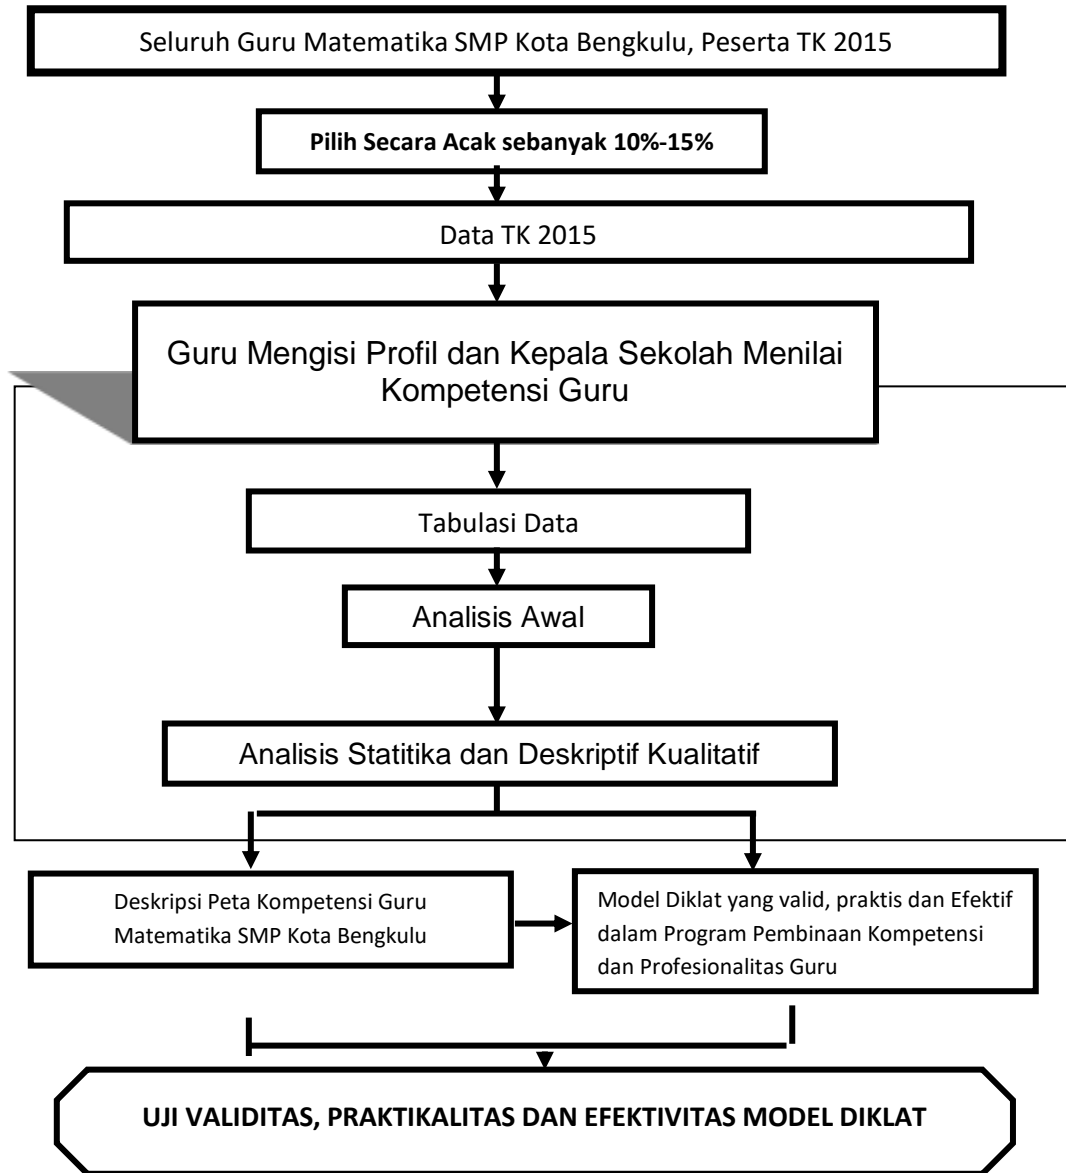 Seluruh Guru Matematika SMP Kota Bengkulu, Peserta TK 2015
Pilih Secara Acak sebanyak 10%-15%
Data TK 2015
Guru Mengisi Profil dan Kepala Sekolah Menilai
Kompetensi Guru
Tabulasi Data
Analisis Awal
Analisis Statitika dan Deskriptif Kualitatif
Deskripsi Peta Kompetensi Guru
Matematika SMP Kota Bengkulu
Model Diklat yang valid, praktis dan Efektif
dalam Program Pembinaan Kompetensi
dan Profesionalitas Guru
UJI VALIDITAS, PRAKTIKALITAS DAN EFEKTIVITAS MODEL DIKLAT